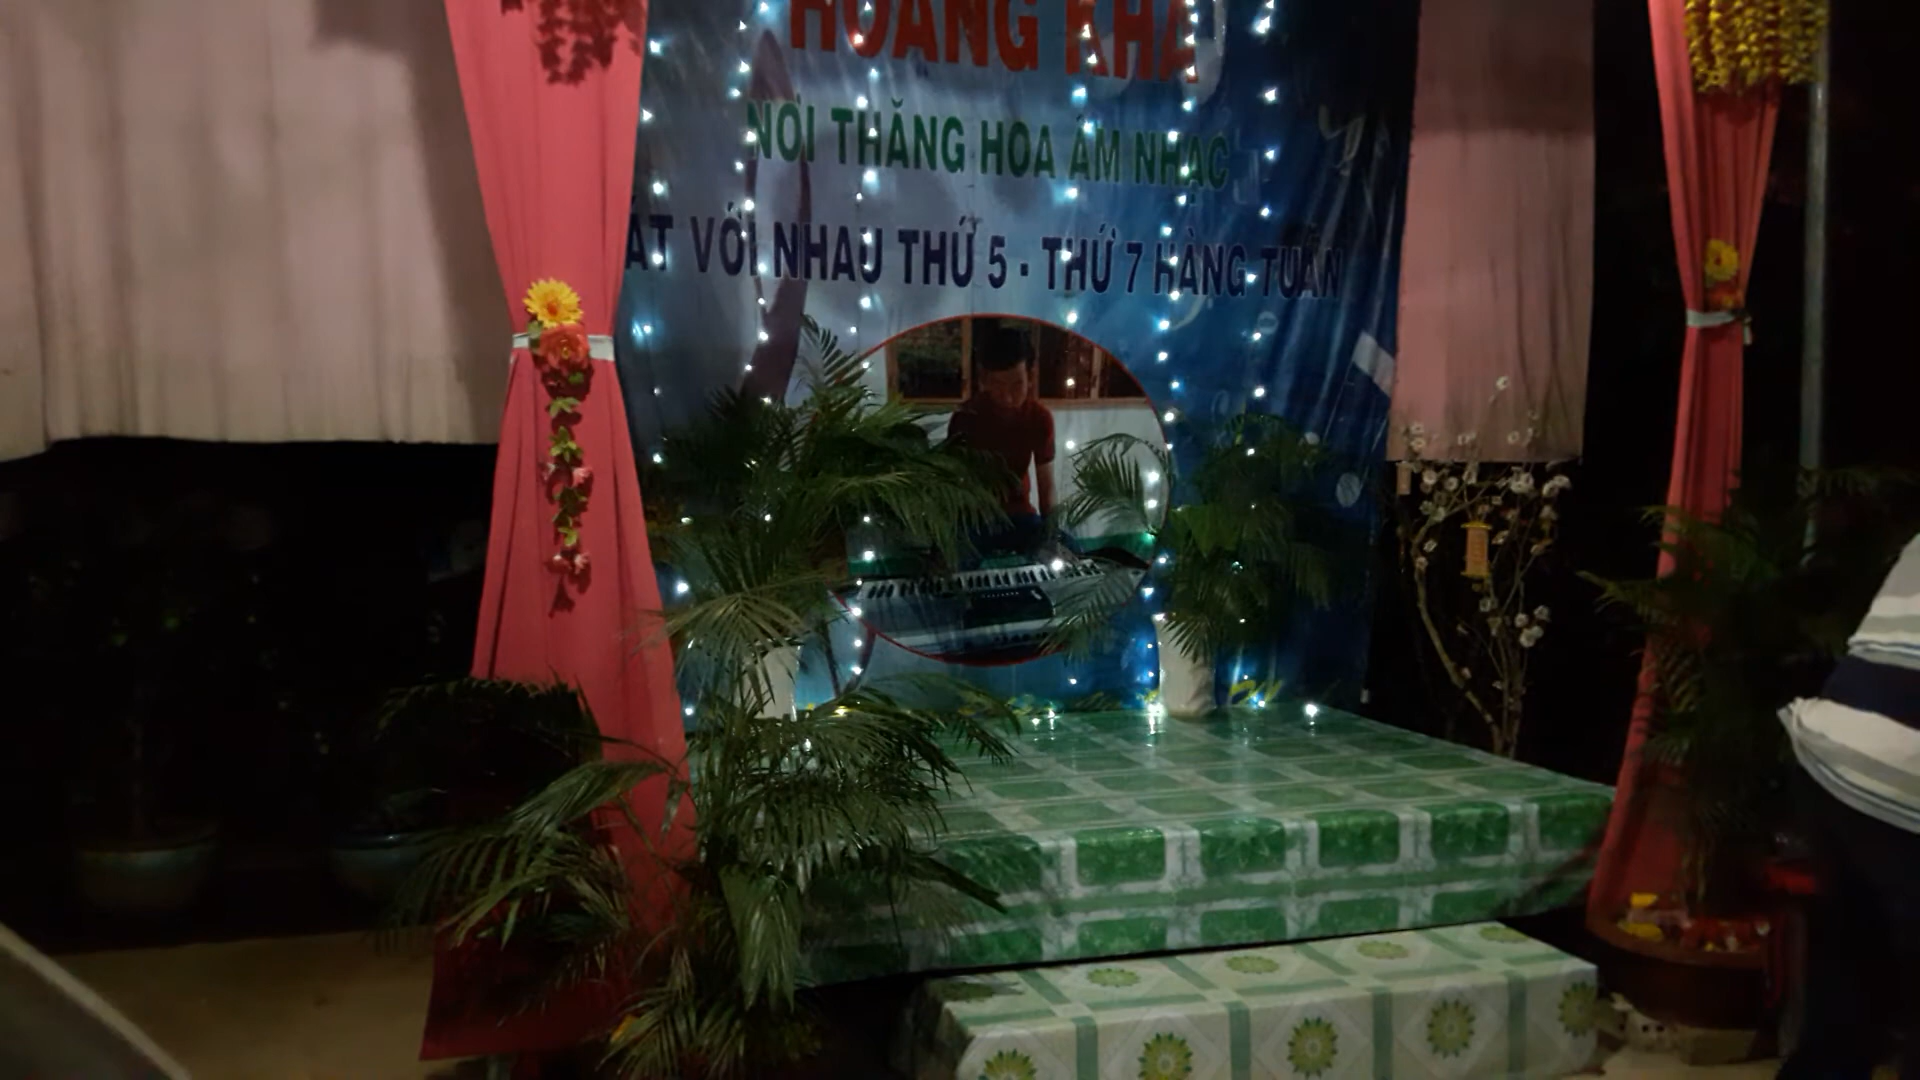 HOÀNG KHA
NƠI THĂNG HOA ÂM NHẠC
ÁT VỚI NHAU THỨ 5 - THỨ 7 HÀNG TUẦN